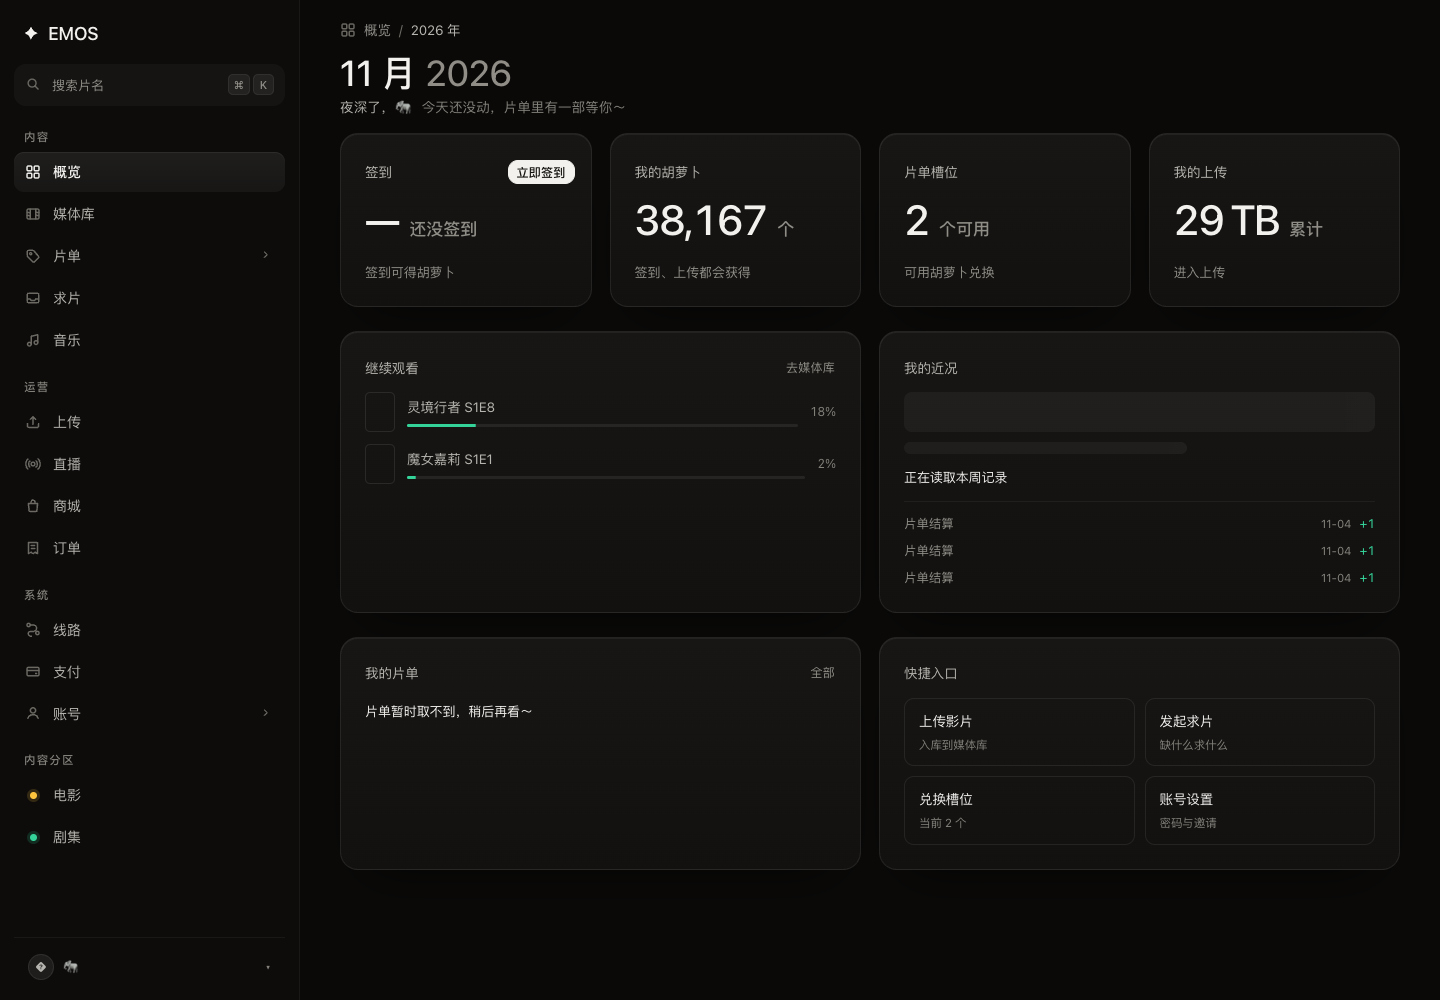 EMOS
搜索片名 ⌘ K
内容
概览
媒体库
片单
求片
音乐
运营
上传
直播
商城
订单
系统
线路
支付
账号
内容分区
电影
剧集
概览 / 2026 年
11 月 2026
夜深了， 今天还没动，片单里有一部等你～
签到 立即签到
— 还没签到
签到可得胡萝卜
我的胡萝卜
38,167 个
签到、上传都会获得
片单槽位
2 个可用
可用胡萝卜兑换
我的上传
29 TB 累计
进入上传
继续观看 去媒体库
灵境行者 S1E8 18%
魔女嘉莉 S1E1 2%
我的近况
正在读取本周记录
片单结算 11-04 +1
片单结算 11-04 +1
片单结算 11-04 +1
我的片单 全部
片单暂时取不到，稍后再看～
快捷入口
上传影片
入库到媒体库
发起求片
缺什么求什么
兑换槽位
当前 2 个
账号设置
密码与邀请